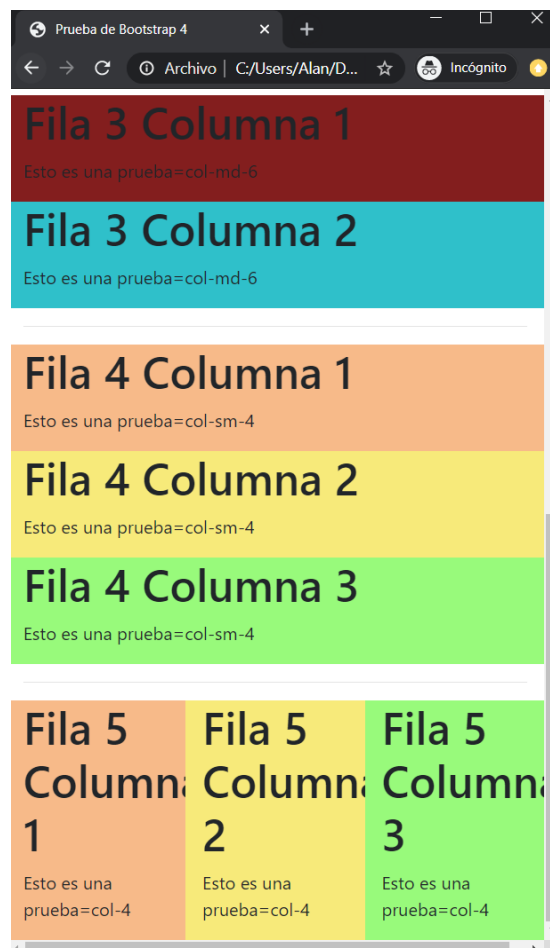 Prueba de Bootstrap 4
Archivo | C:/Users/Alan/D... Incógnito
Fila 3 Columna 1
Esto es una prueba=col-md-6
Fila 3 Columna 2
Esto es una prueba=col-md-6
Fila 4 Columna 1
Esto es una prueba=col-sm-4
Fila 4 Columna 2
Esto es una prueba=col-sm-4
Fila 4 Columna 3
Esto es una prueba=col-sm-4
Fila 5
Columna
1
Esto es una
prueba=col-4
Fila 5
Columna
2
Esto es una
prueba=col-4
Fila 5
Columna
3
Esto es una
prueba=col-4